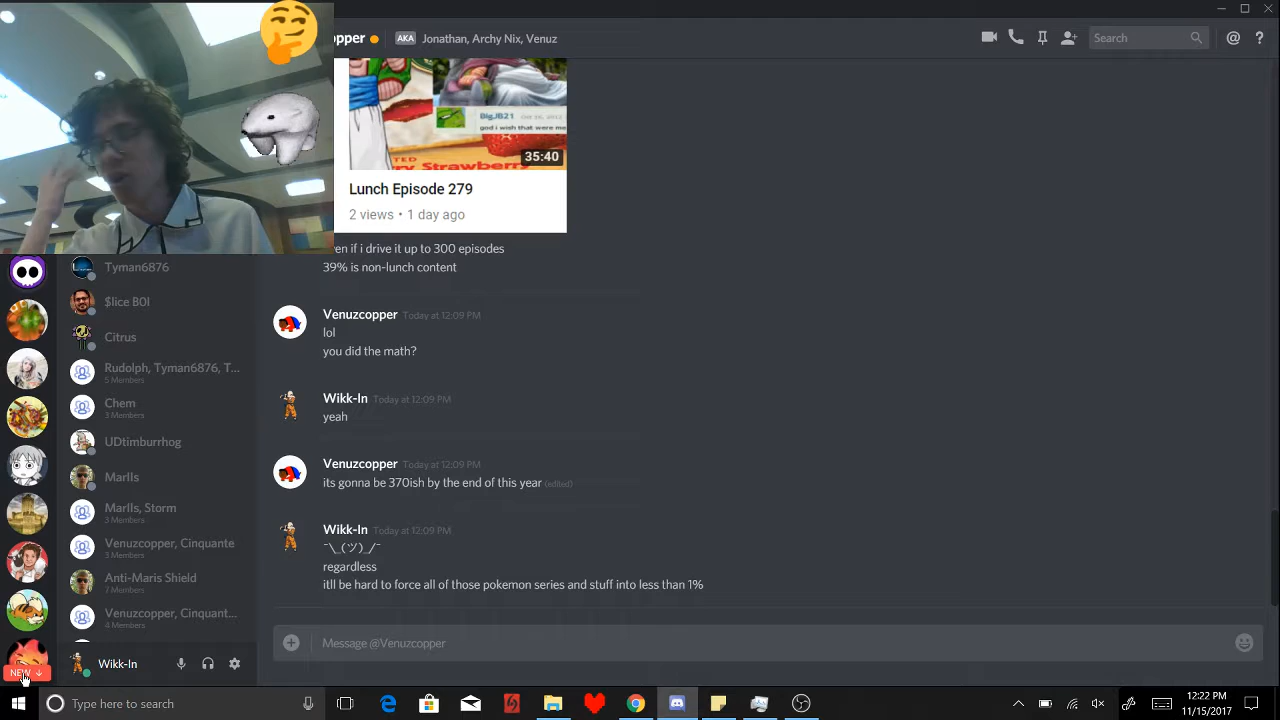 opper
AKA Jonathan, Archy Nix, Venuz
Search
BigJB21
god i wish that were me
35:40
Strawberry
Lunch Episode 279
2 views • 1 day ago
if i drive it up to 300 episodes
39% is non-lunch content
Venuzcopper Today at 12:09 PM
lol
you did the math?
Wikk-In Today at 12:09 PM
yeah
Venuzcopper Today at 12:09 PM
its gonna be 370ish by the end of this year (edited)
Wikk-In Today at 12:09 PM
¯\_(ツ)_/¯
regardless
itll be hard to force all of those pokemon series and stuff into less than 1%
Message @Venuzcopper
Tyman6876
$lice B0I
Citrus
Rudolph, Tyman6876, T...
5 Members
Chem
3 Members
UDtimburrhog
Marlls
Marlls, Storm
3 Members
Venuzcopper, Cinquante
3 Members
Anti-Maris Shield
7 Members
Venuzcopper, Cinquant...
4 Members
NEW ↓
Wikk-In
Type here to search
12:22 PM
11/15/2017